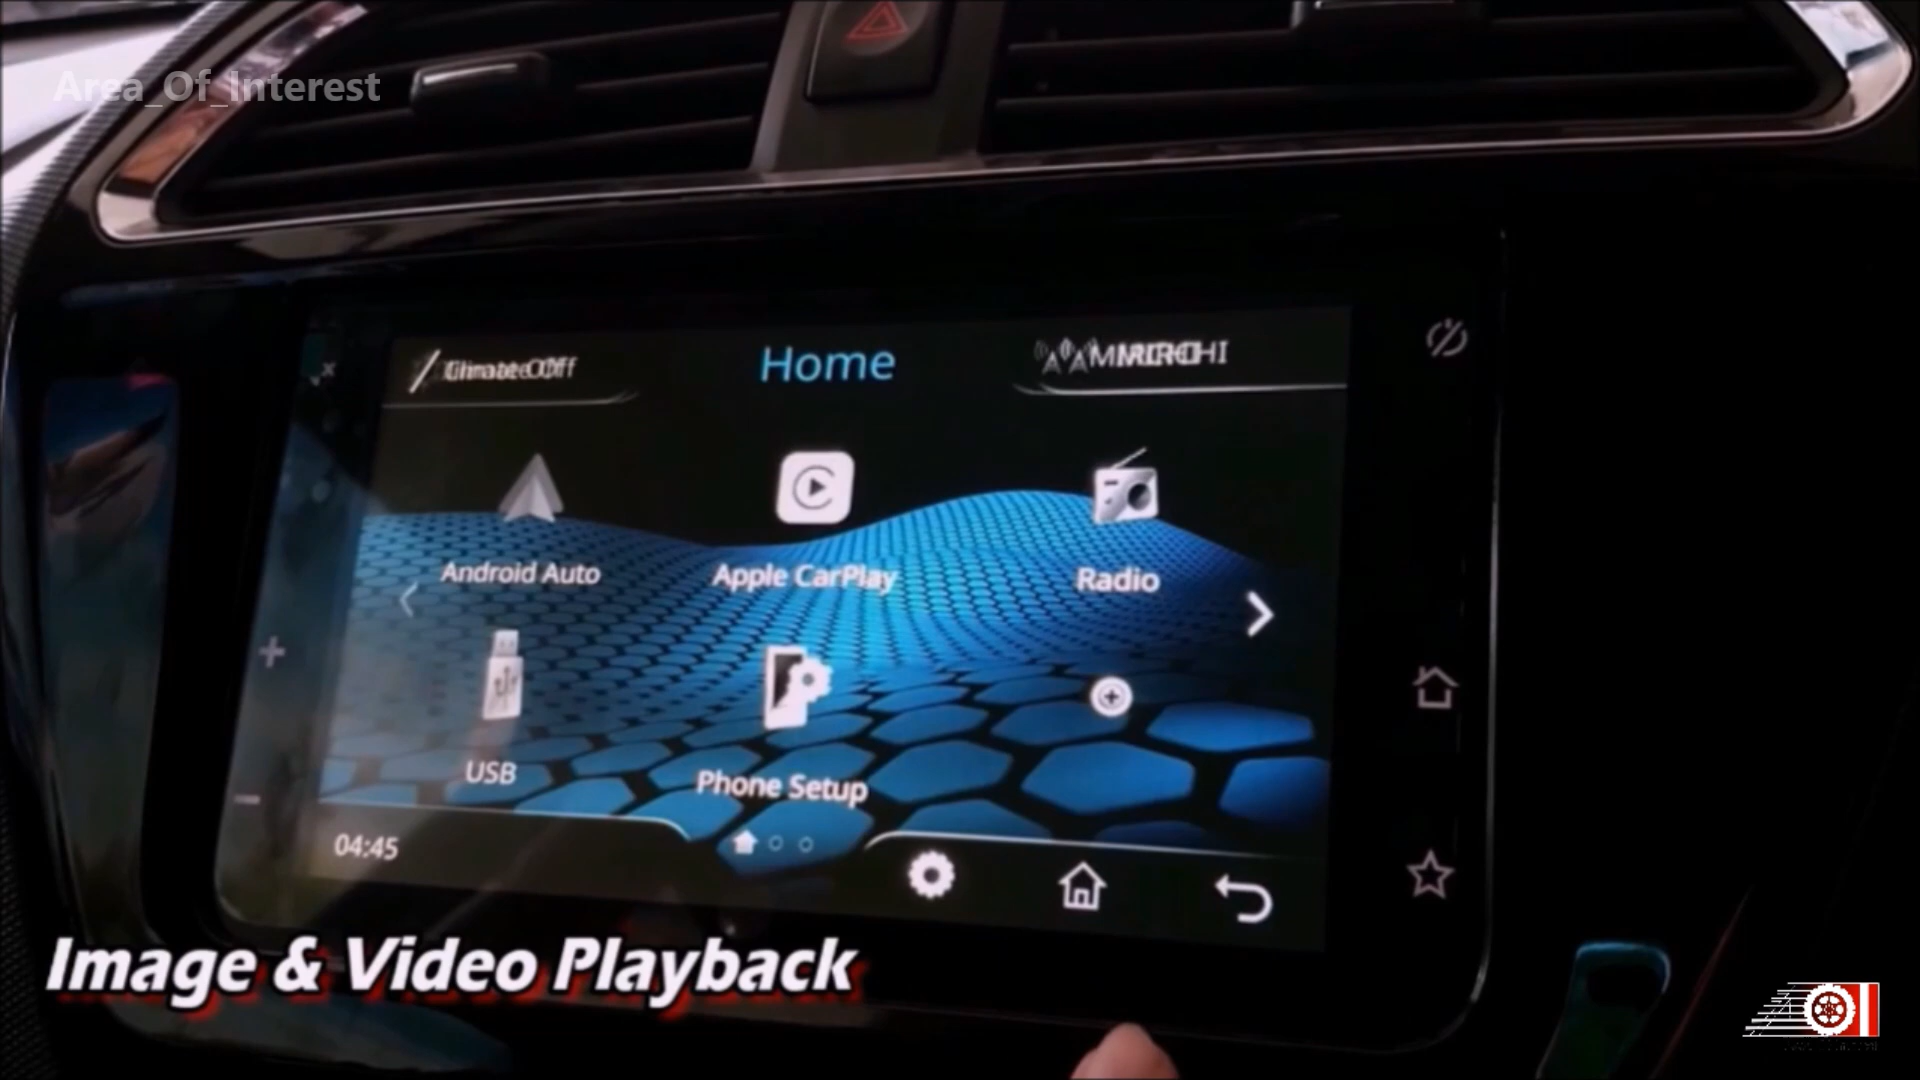 Area_Of_Interest
Home
Android Auto
Apple CarPlay
Radio
USB
Phone Setup
04:45
Image & Video Playback